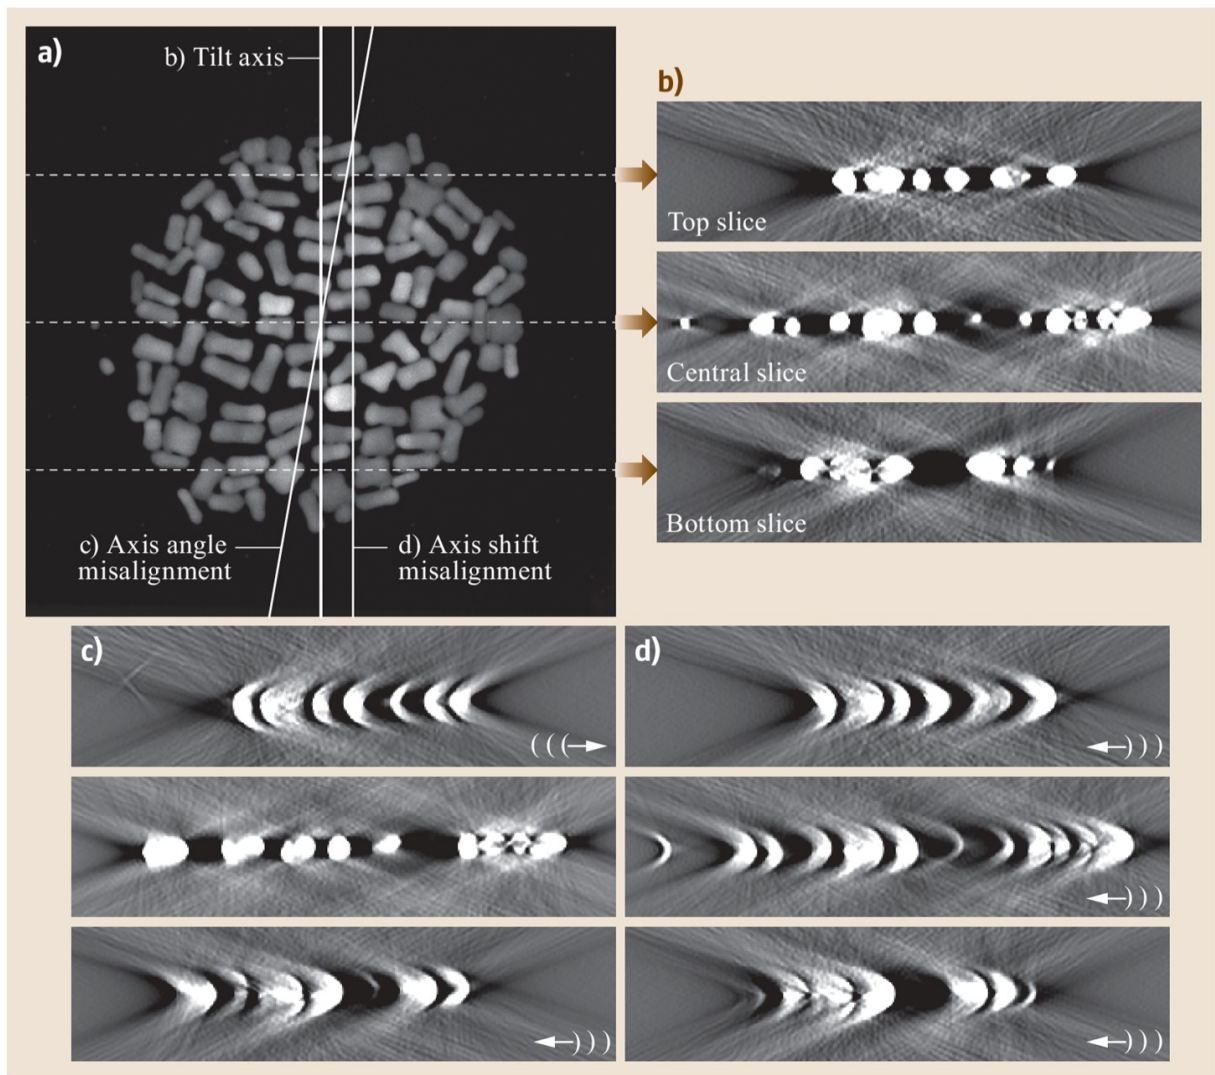 a)
b) Tilt axis
c) Axis angle
misalignment
d) Axis shift
misalignment
b)
Top slice
Central slice
Bottom slice
c)
d)